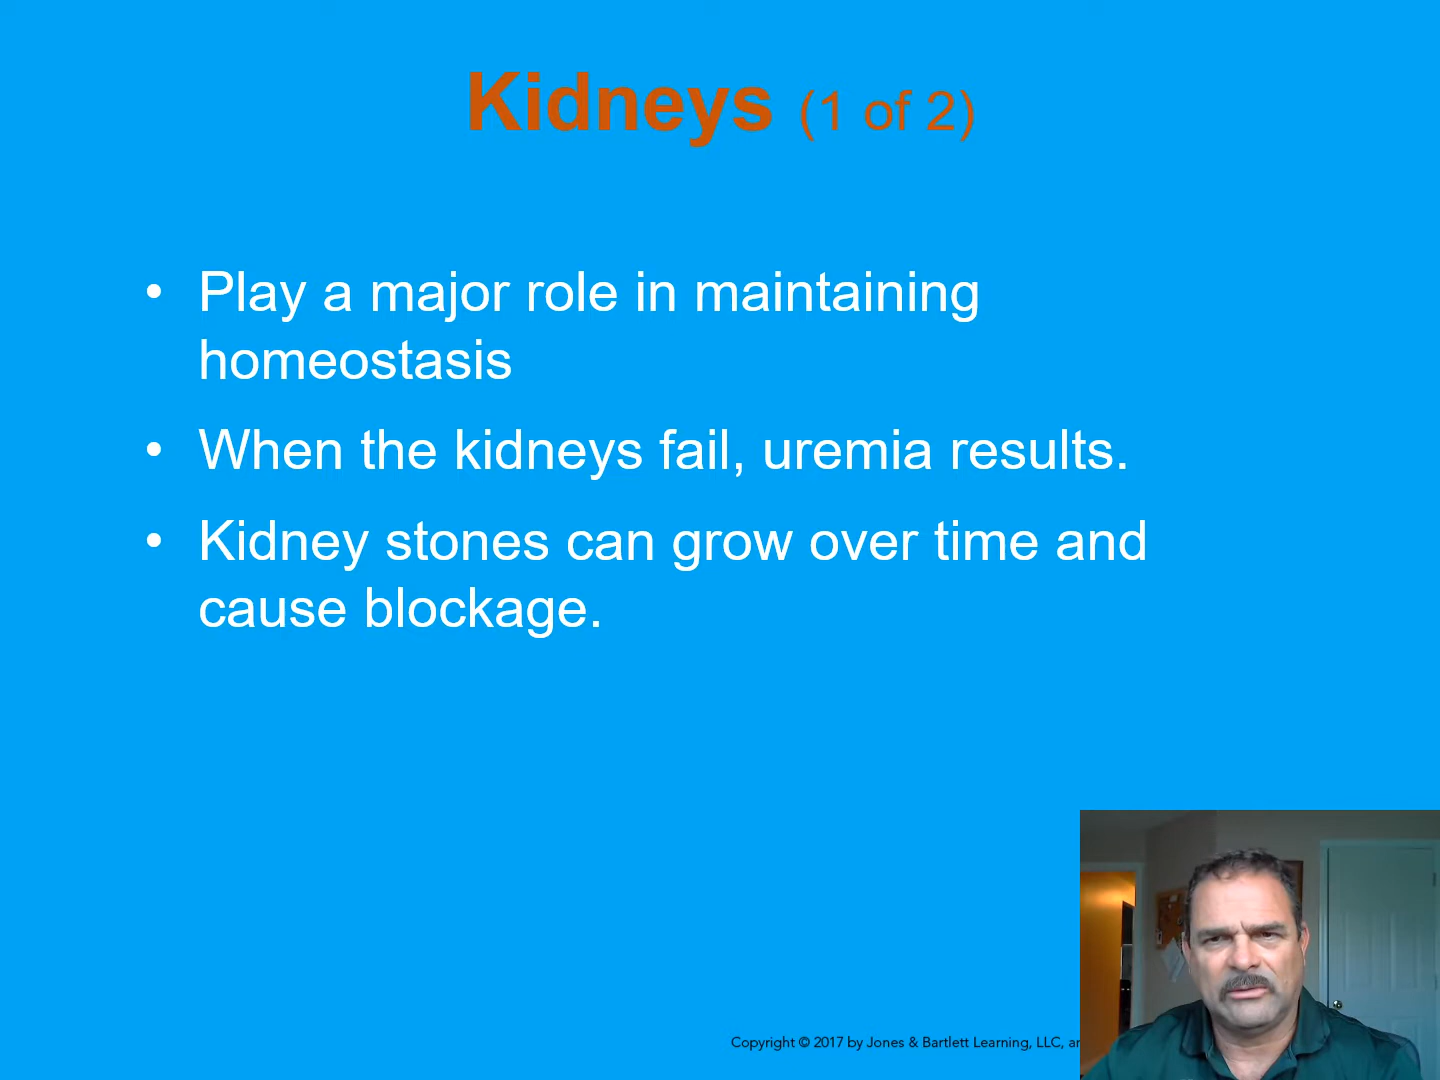 Kidneys (1 of 2)
• Play a major role in maintaining
homeostasis
• When the kidneys fail, uremia results.
• Kidney stones can grow over time and
cause blockage.
Copyright © 2017 by Jones & Bartlett Learning, LLC,